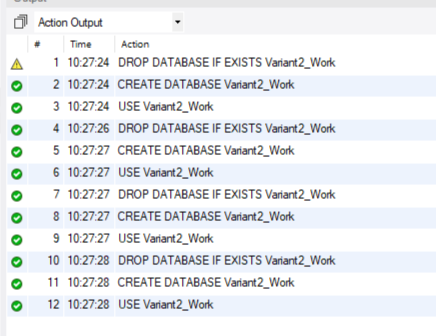 Output
Action Output
# Time Action
1 10:27:24 DROP DATABASE IF EXISTS Variant2_Work
2 10:27:24 CREATE DATABASE Variant2_Work
3 10:27:24 USE Variant2_Work
4 10:27:26 DROP DATABASE IF EXISTS Variant2_Work
5 10:27:27 CREATE DATABASE Variant2_Work
6 10:27:27 USE Variant2_Work
7 10:27:27 DROP DATABASE IF EXISTS Variant2_Work
8 10:27:27 CREATE DATABASE Variant2_Work
9 10:27:27 USE Variant2_Work
10 10:27:28 DROP DATABASE IF EXISTS Variant2_Work
11 10:27:28 CREATE DATABASE Variant2_Work
12 10:27:28 USE Variant2_Work